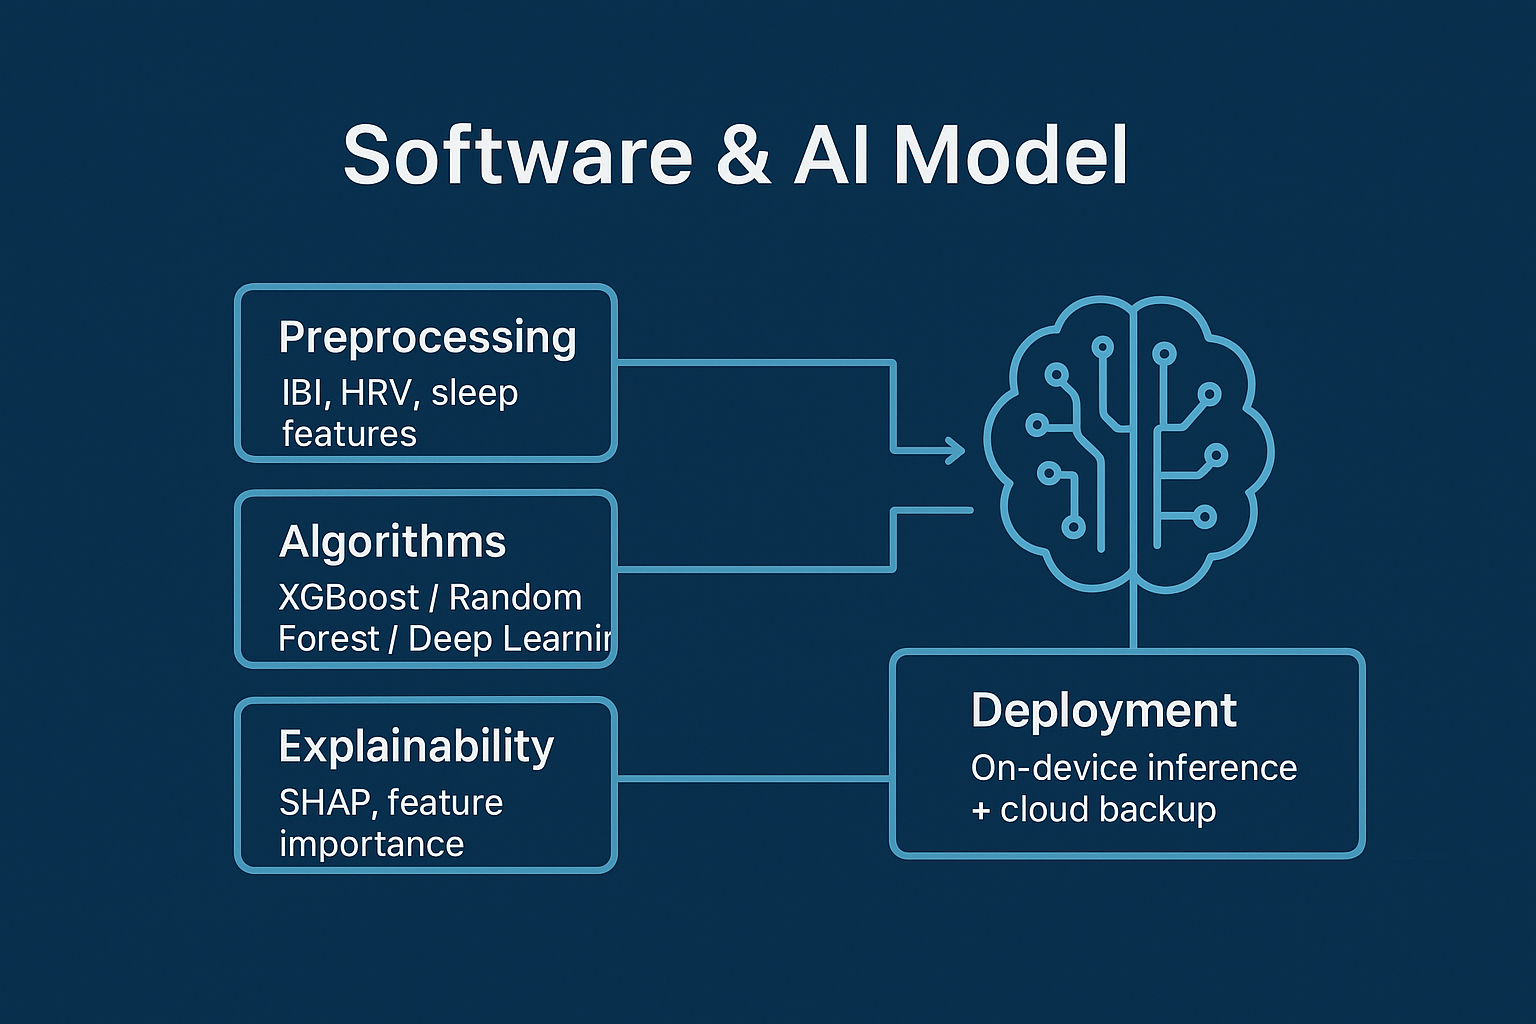 Software & AI Model
Preprocessing
IBI, HRV, sleep
features
Algorithms
XGBoost / Random
Forest / Deep Learnin
Explainability
SHAP, feature
importance
Deployment
On-device inference
+ cloud backup